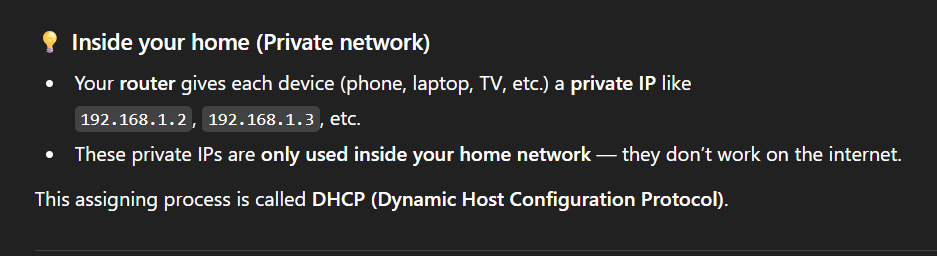 💡 Inside your home (Private network)
• Your router gives each device (phone, laptop, TV, etc.) a private IP like
192.168.1.2, 192.168.1.3, etc.
• These private IPs are only used inside your home network — they don’t work on the internet.
This assigning process is called DHCP (Dynamic Host Configuration Protocol).